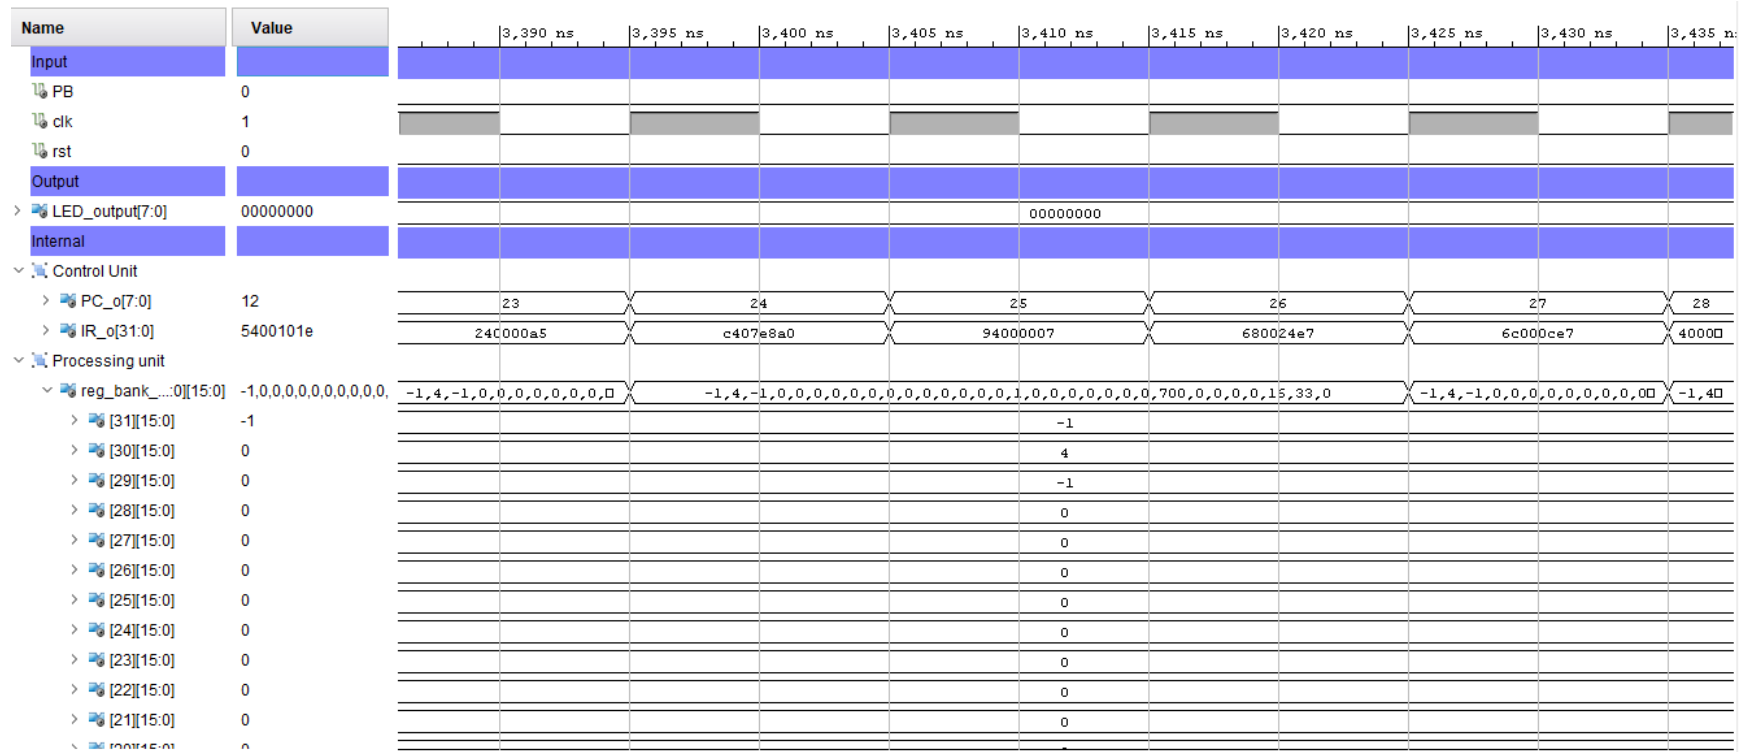 Name Value 3,390 ns 3,395 ns 3,400 ns 3,405 ns 3,410 ns 3,415 ns 3,420 ns 3,425 ns 3,430 ns 3,435 n
Input
PB 0
clk 1
rst 0
Output
LED_output[7:0] 00000000 00000000
Internal
Control Unit
PC_o[7:0] 12 23 24 25 26 27 28
IR_o[31:0] 5400101e 240000a5 c407e8a0 94000007 680024e7 6c000ce7 4000
Processing unit
reg_bank_...:0][15:0] -1,0,0,0,0,0,0,0,0,0,0, -1,4,-1,0,0,0,0,0,0,0, -1,4,-1,0,0,0,0,0,0,0,0,0,0,0,1,0,0,0,0,0,0,0,700,0,0,0,0,15,33,0 -1,4,-1,0,0,0,0,0,0,0,0,0 -1,4
[31][15:0] -1 -1
[30][15:0] 0 4
[29][15:0] 0 -1
[28][15:0] 0 0
[27][15:0] 0 0
[26][15:0] 0 0
[25][15:0] 0 0
[24][15:0] 0 0
[23][15:0] 0 0
[22][15:0] 0 0
[21][15:0] 0 0